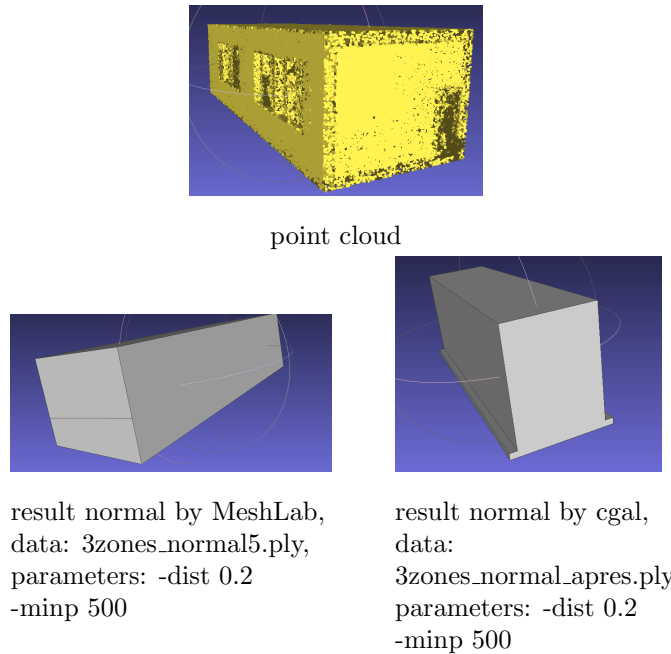 point cloud
result normal by MeshLab,
data: 3zones_normal5.ply,
parameters: -dist 0.2
-minp 500
result normal by cgal,
data:
3zones_normal_apres.ply
parameters: -dist 0.2
-minp 500